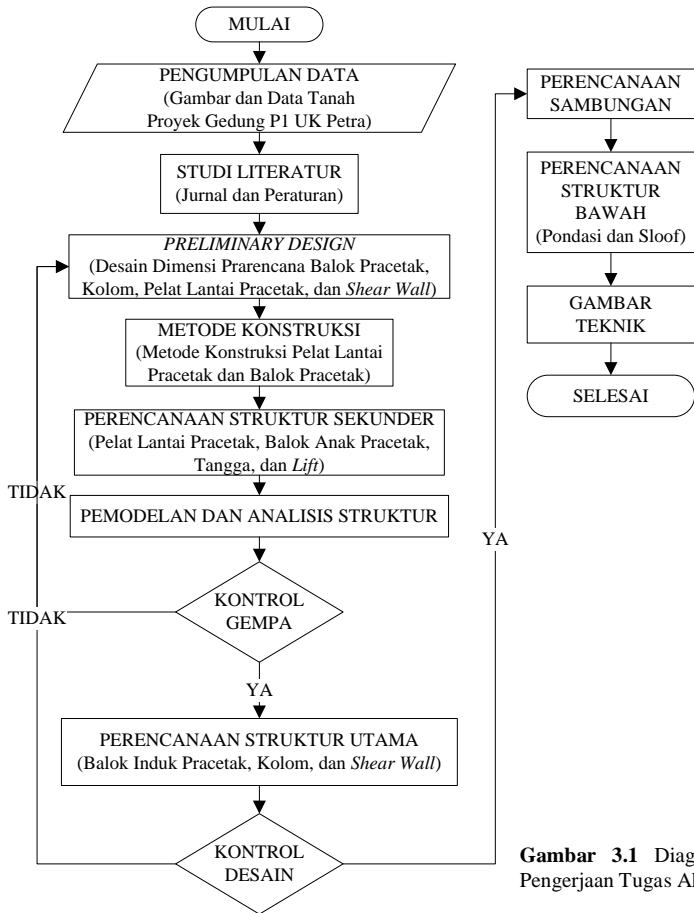 MULAI
PENGUMPULAN DATA
(Gambar dan Data Tanah
Proyek Gedung P1 UK Petra)
STUDI LITERATUR
(Jurnal dan Peraturan)
PRELIMINARY DESIGN
(Desain Dimensi Prarencana Balok Pracetak,
Kolom, Pelat Lantai Pracetak, dan Shear Wall)
METODE KONSTRUKSI
(Metode Konstruksi Pelat Lantai
Pracetak dan Balok Pracetak)
PERENCANAAN STRUKTUR SEKUNDER
(Pelat Lantai Pracetak, Balok Anak Pracetak,
Tangga, dan Lift)
TIDAK
PEMODELAN DAN ANALISIS STRUKTUR
KONTROL
GEMPA
TIDAK
YA
PERENCANAAN STRUKTUR UTAMA
(Balok Induk Pracetak, Kolom, dan Shear Wall)
KONTROL
DESAIN
YA
PERENCANAAN
SAMBUNGAN
PERENCANAAN
STRUKTUR
BAWAH
(Pondasi dan Sloof)
GAMBAR
TEKNIK
SELESAI
Gambar 3.1
Pengerjaan Tugas